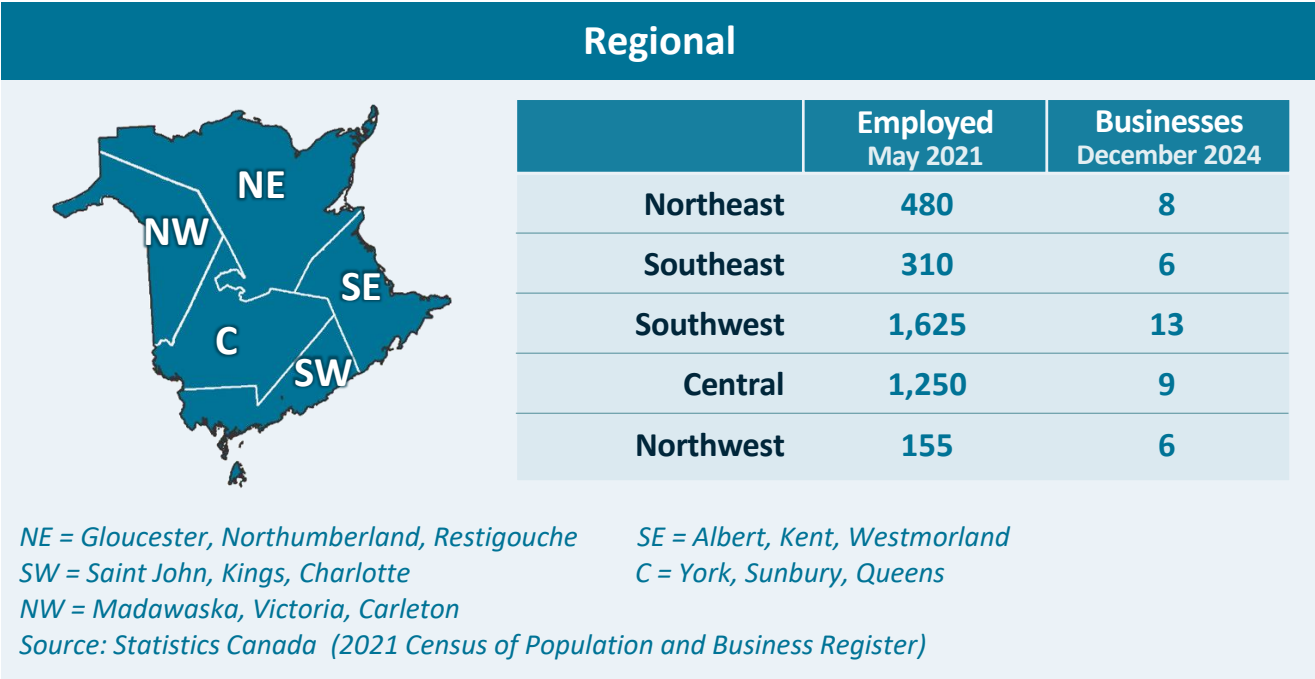 Regional
NE
NW
SE
C
SW
Employed Businesses
May 2021 December 2024
Northeast 480 8
Southeast 310 6
Southwest 1,625 13
Central 1,250 9
Northwest 155 6
NE = Gloucester, Northumberland, Restigouche SE = Albert, Kent, Westmorland
SW = Saint John, Kings, Charlotte C = York, Sunbury, Queens
NW = Madawaska, Victoria, Carleton
Source: Statistics Canada (2021 Census of Population and Business Register)